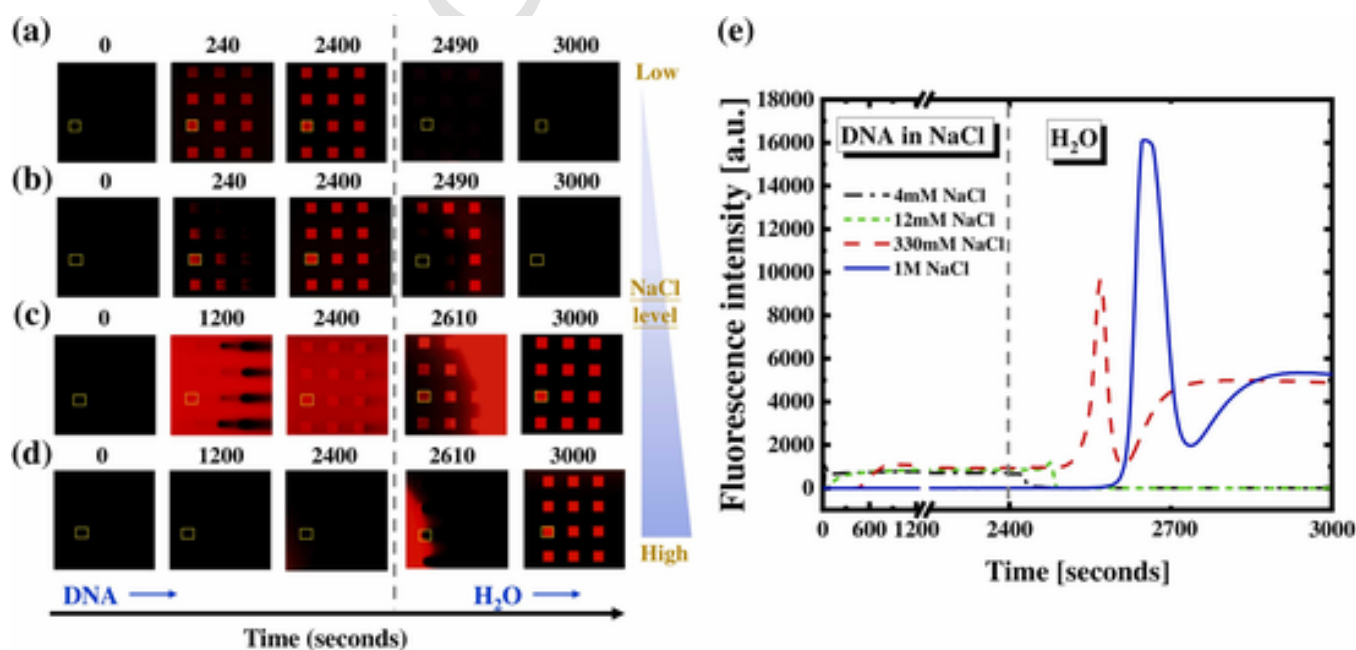 (a)
0 240 2400 2490 3000
(b)
0 240 2400 2490 3000
(c)
0 1200 2400 2610 3000
(d)
0 1200 2400 2610 3000
Low
NaCl
level
High
DNA
H₂O
Time (seconds)
(e)
Fluorescence intensity [a.u.]
18000
16000
14000
12000
10000
8000
6000
4000
2000
0
DNA in NaCl
H₂O
4mM NaCl
12mM NaCl
330mM NaCl
1M NaCl
0 600 1200 2400 2700 3000
Time [seconds]